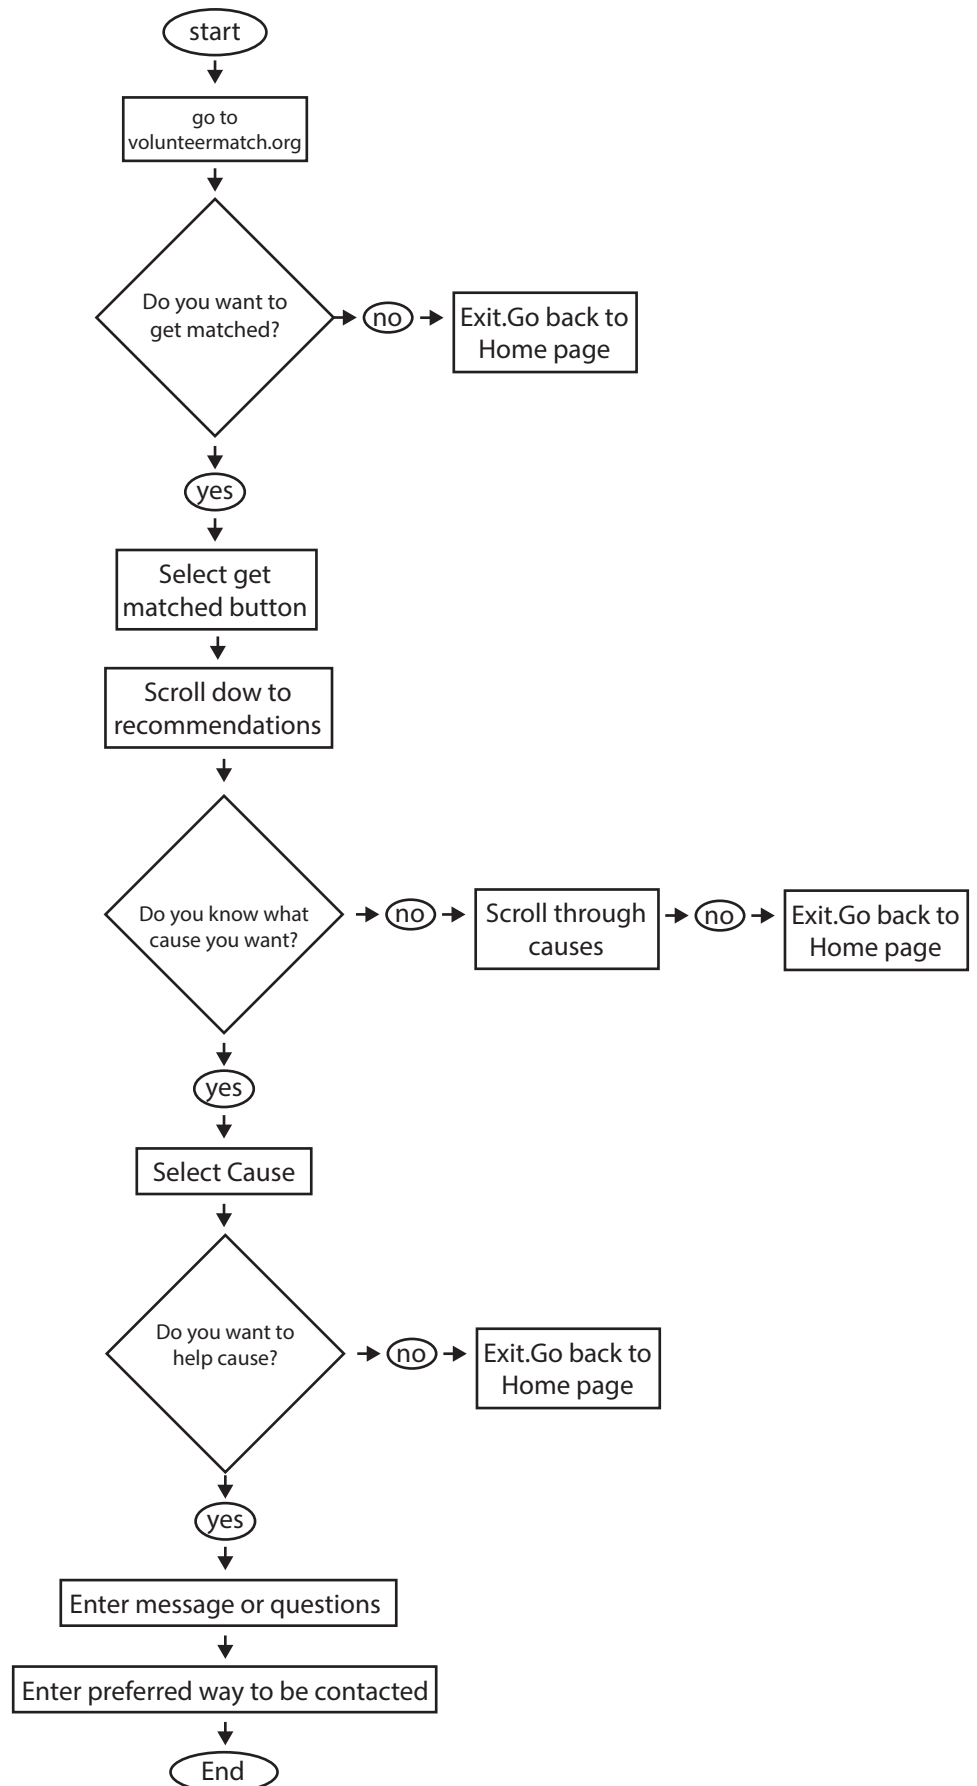 start
go to
volunteermatch.org
Do you want to
get matched?
no
Exit.Go back to
Home page
yes
Select get
matched button
Scroll dow to
recommendations
Do you know what
cause you want?
no
Scroll through
causes
no
Exit.Go back to
Home page
yes
Select Cause
Do you want to
help cause?
no
Exit.Go back to
Home page
yes
Enter message or questions
Enter preferred way to be contacted
End